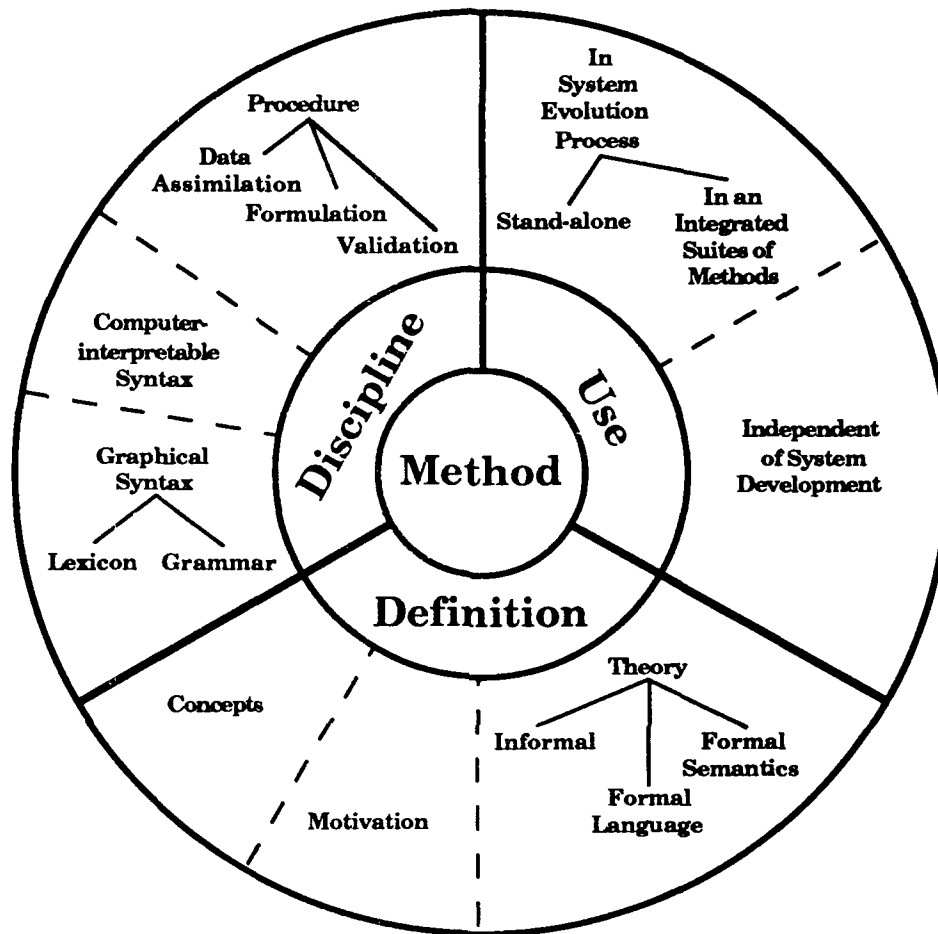 Procedure
Data
Assimilation
Formulation
Validation
In
System
Evolution
Process
Stand-alone
In an
Integrated
Suites of
Methods
Computer-
interpretable
Syntax
Graphical
Syntax
Lexicon
Grammar
Discipline
Use
Method
Definition
Independent
of System
Development
Concepts
Motivation
Theory
Informal
Formal
Semantics
Formal
Language